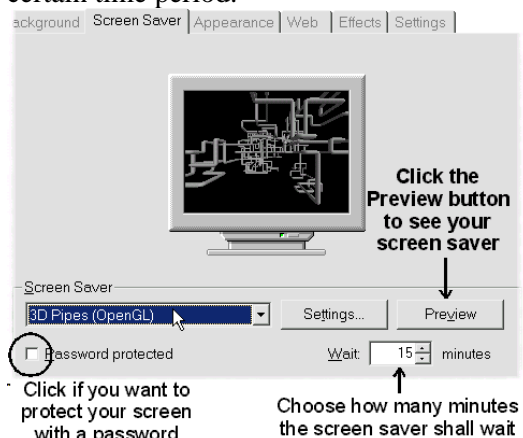 certain time period.
ackground Screen Saver Appearance Web Effects Settings
Click the
Preview button
to see your
screen saver
Screen Saver
3D Pipes (OpenGL) Settings... Preview
Password protected Wait: 15 minutes
Click if you want to
protect your screen
with a password
Choose how many minutes
the screen saver shall wait